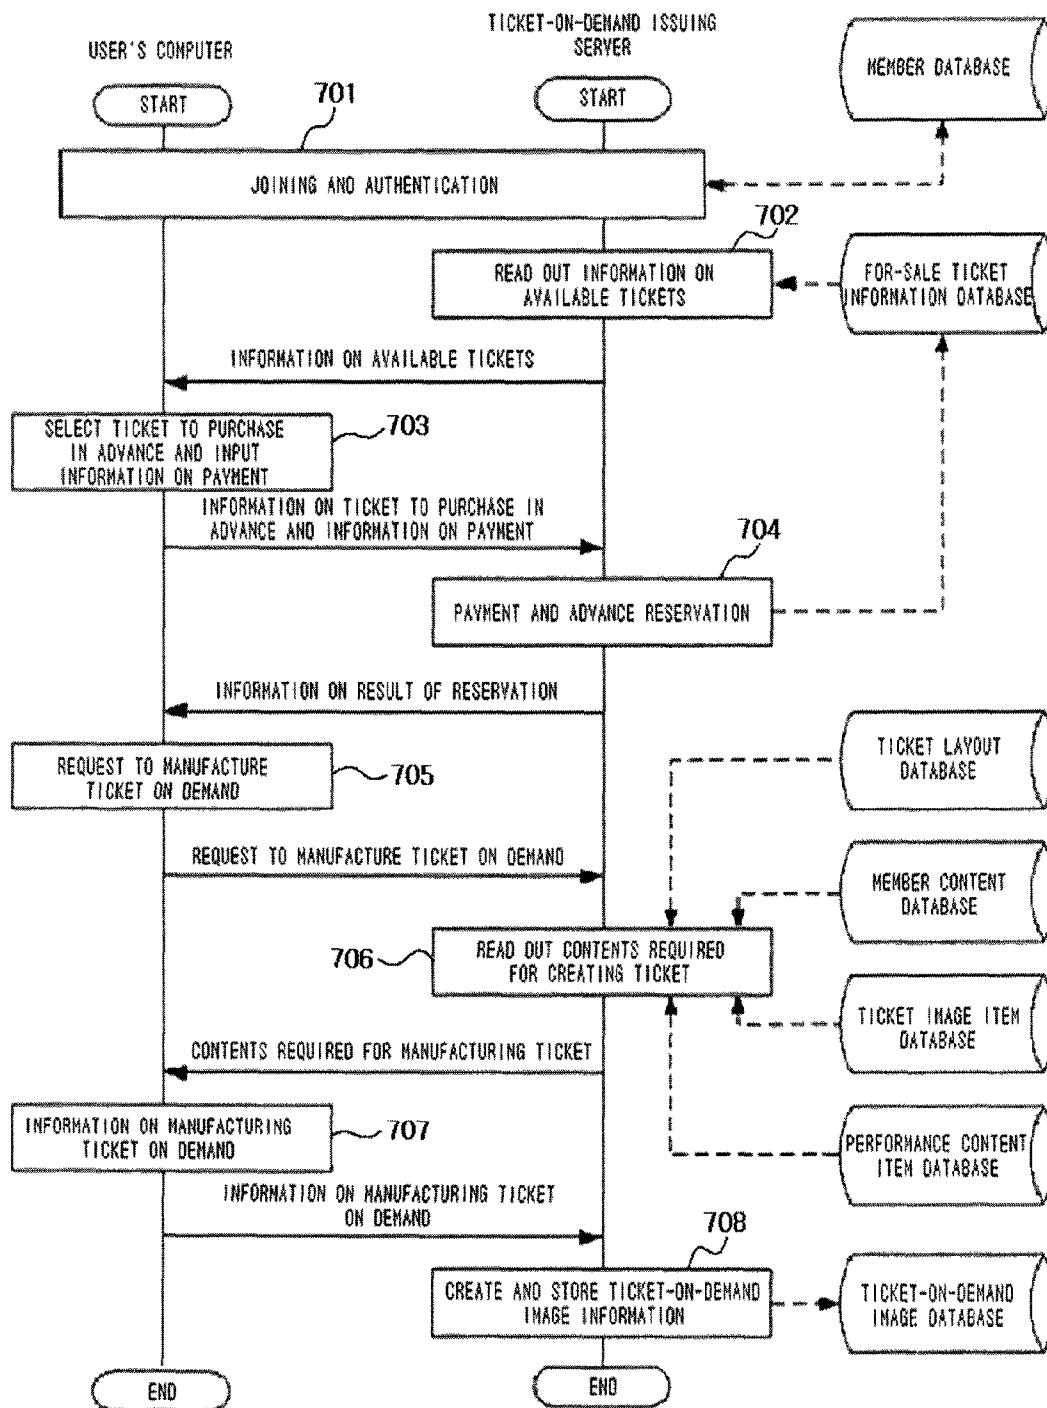 USER'S COMPUTER
TICKET-ON-DEMAND ISSUING
SERVER
MEMBER DATABASE
START
START
701
JOINING AND AUTHENTICATION
702
READ OUT INFORMATION ON
AVAILABLE TICKETS
FOR-SALE TICKET
INFORMATION DATABASE
INFORMATION ON AVAILABLE TICKETS
SELECT TICKET TO PURCHASE
IN ADVANCE AND INPUT
INFORMATION ON PAYMENT
703
INFORMATION ON TICKET TO PURCHASE IN
ADVANCE AND INFORMATION ON PAYMENT
704
PAYMENT AND ADVANCE RESERVATION
INFORMATION ON RESULT OF RESERVATION
REQUEST TO MANUFACTURE
TICKET ON DEMAND
705
TICKET LAYOUT
DATABASE
REQUEST TO MANUFACTURE TICKET ON DEMAND
MEMBER CONTENT
DATABASE
706
READ OUT CONTENTS REQUIRED
FOR CREATING TICKET
TICKET IMAGE ITEM
DATABASE
CONTENTS REQUIRED FOR MANUFACTURING TICKET
INFORMATION ON MANUFACTURING
TICKET ON DEMAND
707
PERFORMANCE CONTENT
ITEM DATABASE
INFORMATION ON MANUFACTURING TICKET
ON DEMAND
708
CREATE AND STORE TICKET-ON-DEMAND
IMAGE INFORMATION
TICKET-ON-DEMAND
IMAGE DATABASE
END
END